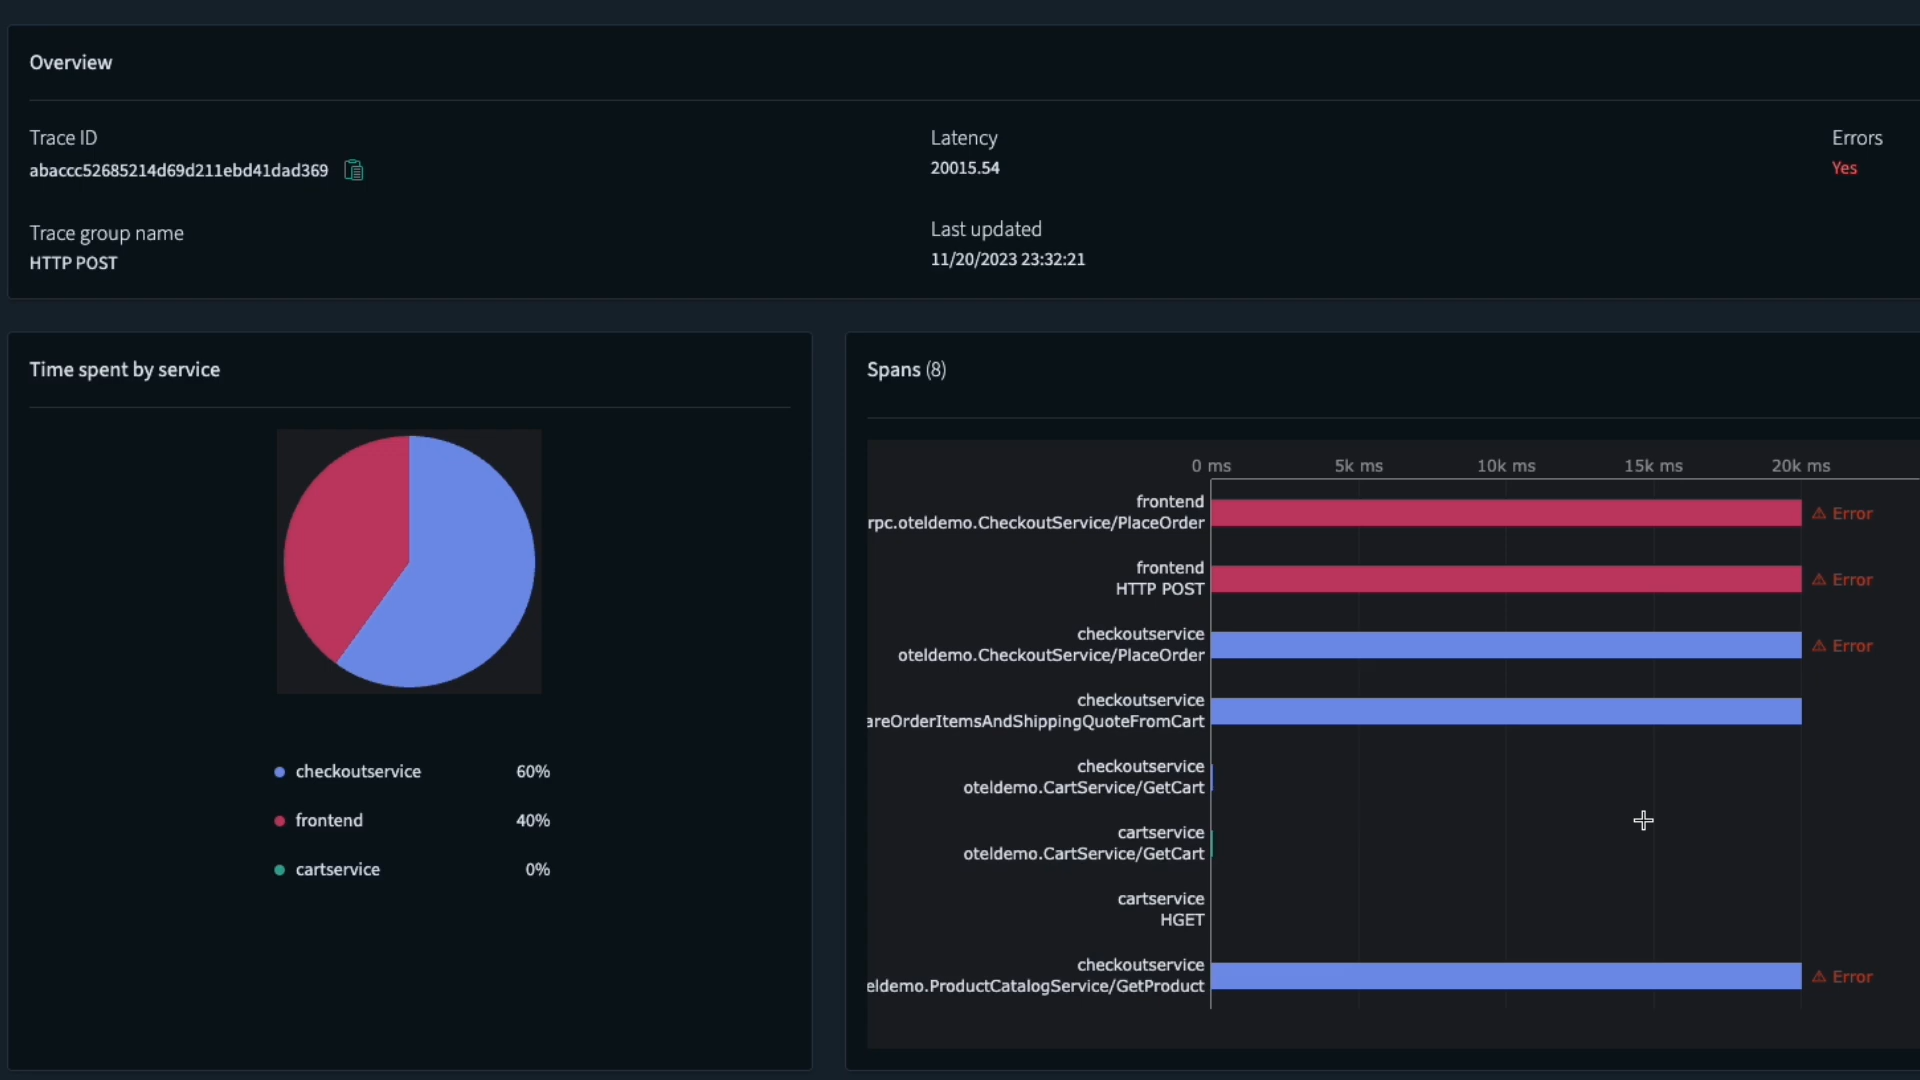 Overview
Trace ID
abaccc52685214d69d211ebd41dad369
Latency
20015.54
Errors
Yes
Trace group name
HTTP POST
Last updated
11/20/2023 23:32:21
Time spent by service
checkoutservice 60%
frontend 40%
cartservice 0%
Spans (8)
0 ms 5k ms 10k ms 15k ms 20k ms
frontend
rpc.oteldemo.CheckoutService/PlaceOrder
Error
frontend
HTTP POST
Error
checkoutservice
oteldemo.CheckoutService/PlaceOrder
Error
checkoutservice
areOrderItemsAndShippingQuoteFromCart
checkoutservice
oteldemo.CartService/GetCart
cartservice
oteldemo.CartService/GetCart
cartservice
HGET
checkoutservice
eldemo.ProductCatalogService/GetProduct
Error